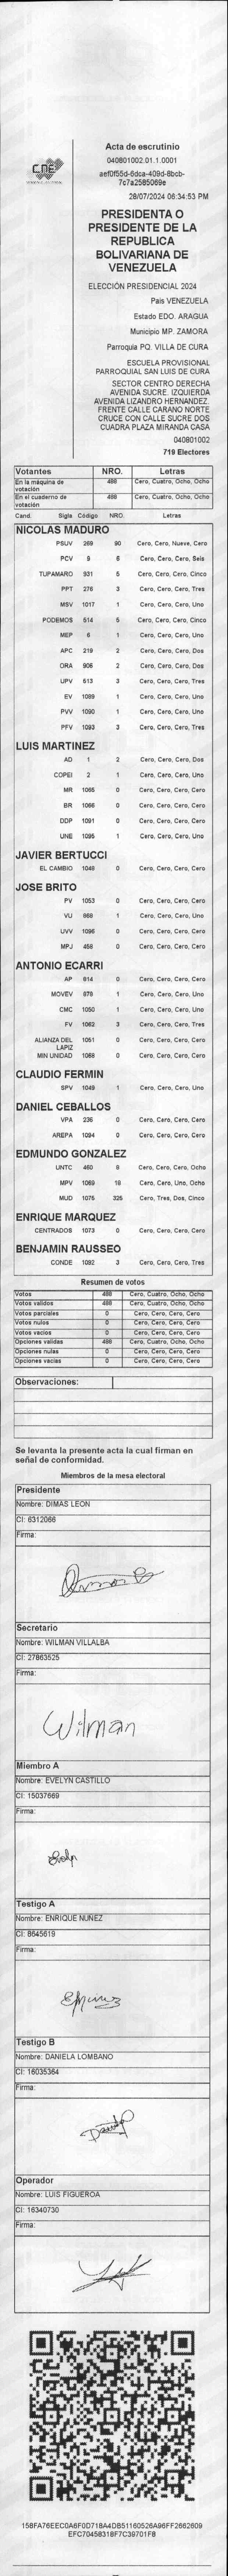 Acta de escrutinio
040801002.01.1.0001
aef0f55d-6dca-409d-8bcb-
7c7a2585069e
28/07/2024 06:34:53 PM
PRESIDENTA O
PRESIDENTE DE LA
REPUBLICA
BOLIVARIANA DE
VENEZUELA
ELECCIÓN PRESIDENCIAL 2024
País VENEZUELA
Estado EDO. ARAGUA
Municipio MP. ZAMORA
Parroquia PQ. VILLA DE CURA
ESCUELA PROVISIONAL
PARROQUIAL SAN LUIS DE CURA
SECTOR CENTRO DERECHA
AVENIDA SUCRE. IZQUIERDA
AVENIDA LIZANDRO HERNANDEZ.
FRENTE CALLE CARANO NORTE
CRUCE CON CALLE SUCRE DOS
CUADRA PLAZA MIRANDA CASA
040801002
719 Electores
CNE
Votantes NRO. Letras
En la máquina de votación 488 Cero, Cuatro, Ocho, Ocho
En el cuaderno de votación 488 Cero, Cuatro, Ocho, Ocho
Cand. Sigla Código NRO. Letras
NICOLAS MADURO
PSUV 269 90 Cero, Cero, Nueve, Cero
PCV 9 6 Cero, Cero, Cero, Seis
TUPAMARO 931 5 Cero, Cero, Cero, Cinco
PPT 276 3 Cero, Cero, Cero, Tres
MSV 1017 1 Cero, Cero, Cero, Uno
PODEMOS 514 5 Cero, Cero, Cero, Cinco
MEP 6 1 Cero, Cero, Cero, Uno
APC 219 2 Cero, Cero, Cero, Dos
ORA 906 2 Cero, Cero, Cero, Dos
UPV 613 3 Cero, Cero, Cero, Tres
EV 1089 1 Cero, Cero, Cero, Uno
PVV 1090 1 Cero, Cero, Cero, Uno
PFV 1093 3 Cero, Cero, Cero, Tres
LUIS MARTINEZ
AD 1 2 Cero, Cero, Cero, Dos
COPEI 2 1 Cero, Cero, Cero, Uno
MR 1065 0 Cero, Cero, Cero, Cero
BR 1066 0 Cero, Cero, Cero, Cero
DDP 1091 0 Cero, Cero, Cero, Cero
UNE 1095 1 Cero, Cero, Cero, Uno
JAVIER BERTUCCI
EL CAMBIO 1048 0 Cero, Cero, Cero, Cero
JOSE BRITO
PV 1053 0 Cero, Cero, Cero, Cero
VU 868 1 Cero, Cero, Cero, Uno
UVV 1096 0 Cero, Cero, Cero, Cero
MPJ 458 0 Cero, Cero, Cero, Cero
ANTONIO ECARRI
AP 814 0 Cero, Cero, Cero, Cero
MOVEV 979 1 Cero, Cero, Cero, Uno
CMC 1050 1 Cero, Cero, Cero, Uno
FV 1062 3 Cero, Cero, Cero, Tres
ALIANZA DEL LAPIZ 1051 0 Cero, Cero, Cero, Cero
MIN UNIDAD 1068 0 Cero, Cero, Cero, Cero
CLAUDIO FERMIN
SPV 1049 1 Cero, Cero, Cero, Uno
DANIEL CEBALLOS
VPA 236 0 Cero, Cero, Cero, Cero
AREPA 1094 0 Cero, Cero, Cero, Cero
EDMUNDO GONZALEZ
UNTC 460 8 Cero, Cero, Cero, Ocho
MPV 1069 18 Cero, Cero, Uno, Ocho
MUD 1075 325 Cero, Tres, Dos, Cinco
ENRIQUE MARQUEZ
CENTRADOS 1073 0 Cero, Cero, Cero, Cero
BENJAMIN RAUSSEO
CONDE 1092 3 Cero, Cero, Cero, Tres
Resumen de votos
Votos 488 Cero, Cuatro, Ocho, Ocho
Votos validos 488 Cero, Cuatro, Ocho, Ocho
Votos parciales 0 Cero, Cero, Cero, Cero
Votos nulos 0 Cero, Cero, Cero, Cero
Votos vacios 0 Cero, Cero, Cero, Cero
Opciones validas 488 Cero, Cuatro, Ocho, Ocho
Opciones nulas 0 Cero, Cero, Cero, Cero
Opciones vacias 0 Cero, Cero, Cero, Cero
Observaciones:
Se levanta la presente acta la cual firman en
señal de conformidad.
Miembros de la mesa electoral
Presidente
Nombre: DIMAS LEON
CI: 6312066
Firma:
Secretario
Nombre: WILMAN VILLALBA
CI: 27863525
Firma:
Wilman
Miembro A
Nombre: EVELYN CASTILLO
CI: 15037669
Firma:
Testigo A
Nombre: ENRIQUE NUÑEZ
CI: 8645619
Firma:
Testigo B
Nombre: DANIELA LOMBANO
CI: 16035364
Firma:
Operador
Nombre: LUIS FIGUEROA
CI: 16340730
Firma:
158FA76EEC0A6F0D718A4DB51160526A96FF2662609
EFC70458318F7C39701F8